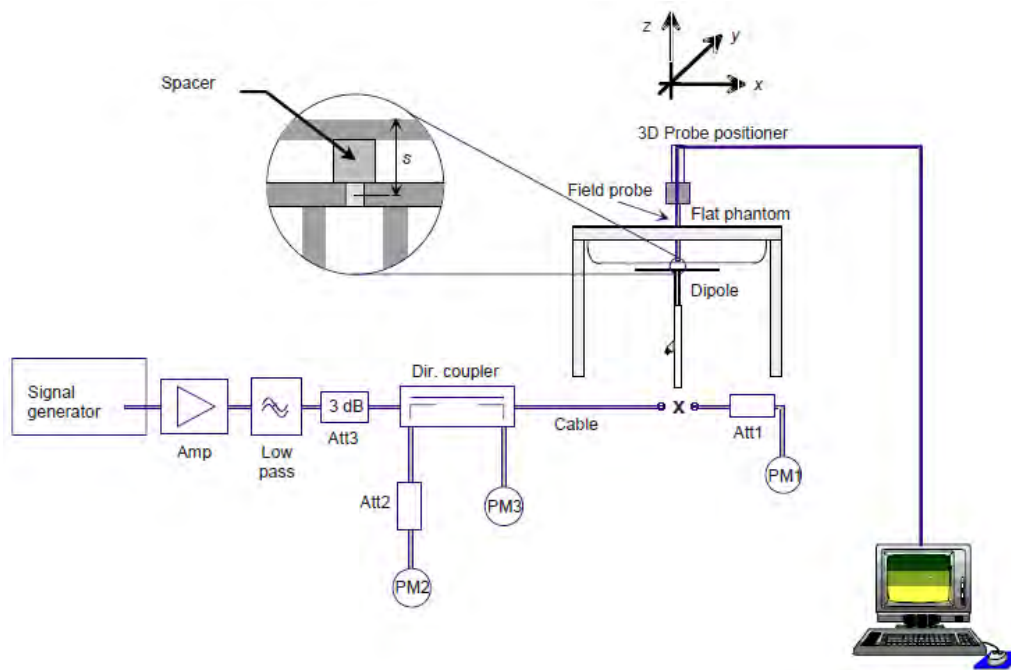 z
y
x
Spacer
s
3D Probe positioner
Field probe
Flat phantom
Dipole
Signal
generator
Amp
Low
pass
3 dB
Att3
Dir. coupler
Cable
X
Att1
PM1
Att2
PM3
PM2